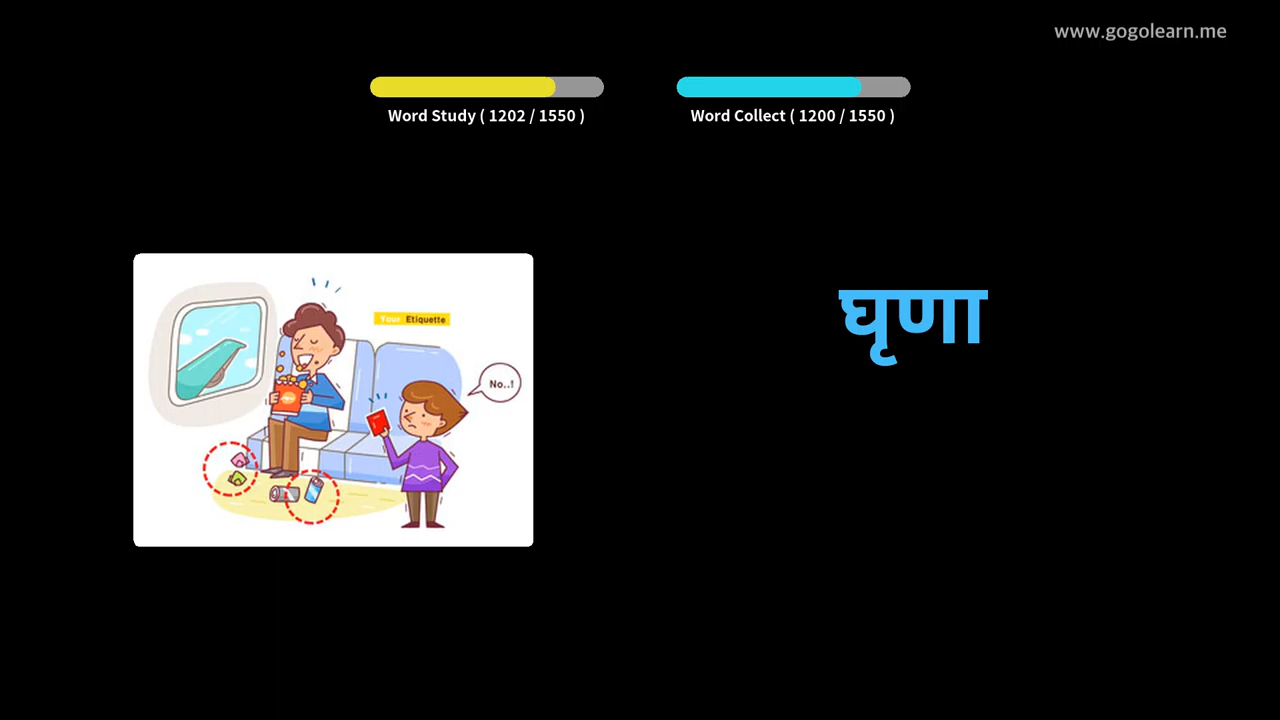 www.gogolearn.me
Word Study ( 1202 / 1550 )
Word Collect ( 1200 / 1550 )
Your Etiquette
No..!
घृणा